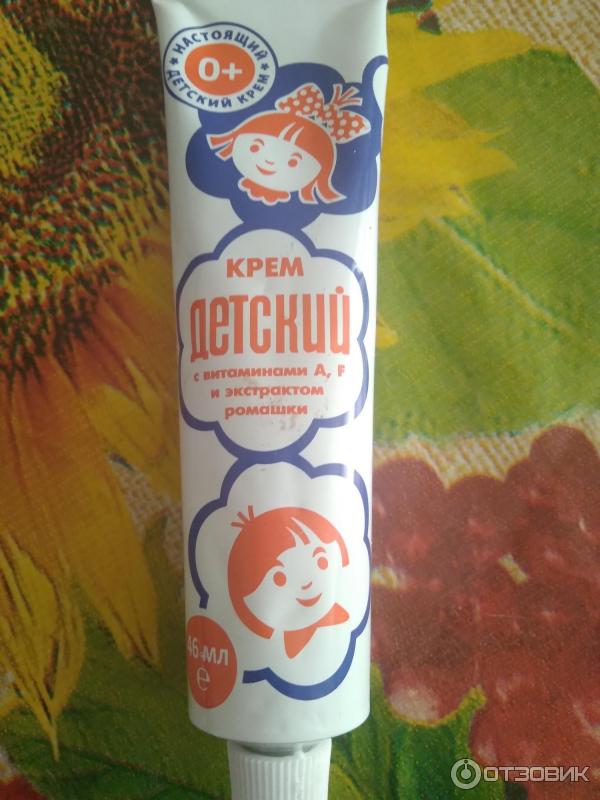 НАСТОЯЩИЙ
0+
ДЕТСКИЙ КРЕМ
КРЕМ
ДЕТСКИЙ
с витаминами A, F
и экстрактом
ромашки
46 мл
℮
ОТЗОВИК